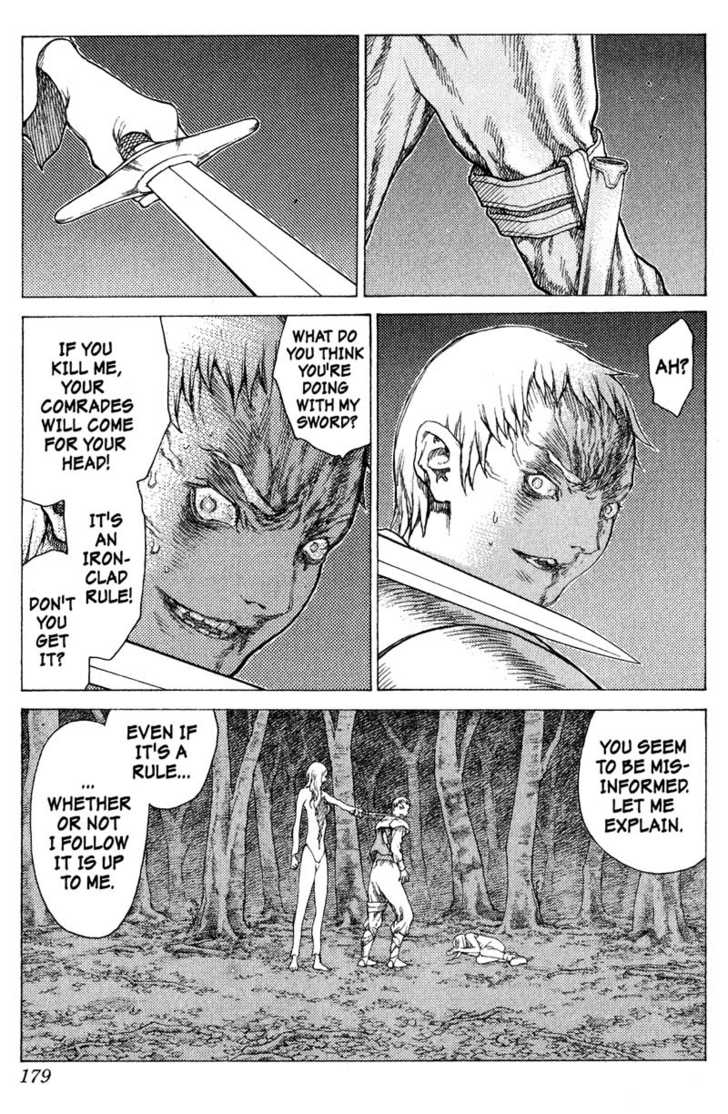 AH?
WHAT DO
YOU THINK
YOU'RE
DOING
WITH MY
SWORD?
IF YOU
KILL ME,
YOUR
COMRADES
WILL COME
FOR YOUR
HEAD!
IT'S
AN
IRON-
CLAD
RULE!
DON'T
YOU
GET
IT?
YOU SEEM
TO BE MIS-
INFORMED.
LET ME
EXPLAIN.
EVEN IF
IT'S A
RULE...
...
WHETHER
OR NOT
I FOLLOW
IT IS UP
TO ME.
179